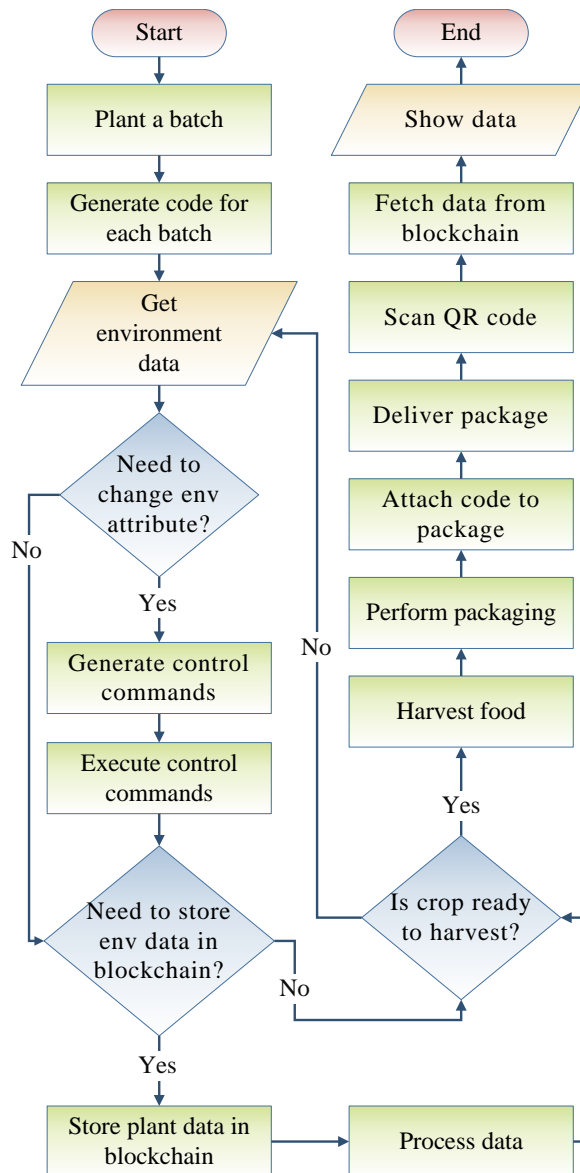 Start
Plant a batch
Generate code for
each batch
Get
environment
data
Need to
change env
attribute?
No
Yes
Generate control
commands
Execute control
commands
Need to store
env data in
blockchain?
No
Yes
Store plant data in
blockchain
Process data
Is crop ready
to harvest?
No
Yes
Harvest food
Perform packaging
Attach code to
package
Deliver package
Scan QR code
Fetch data from
blockchain
Show data
End